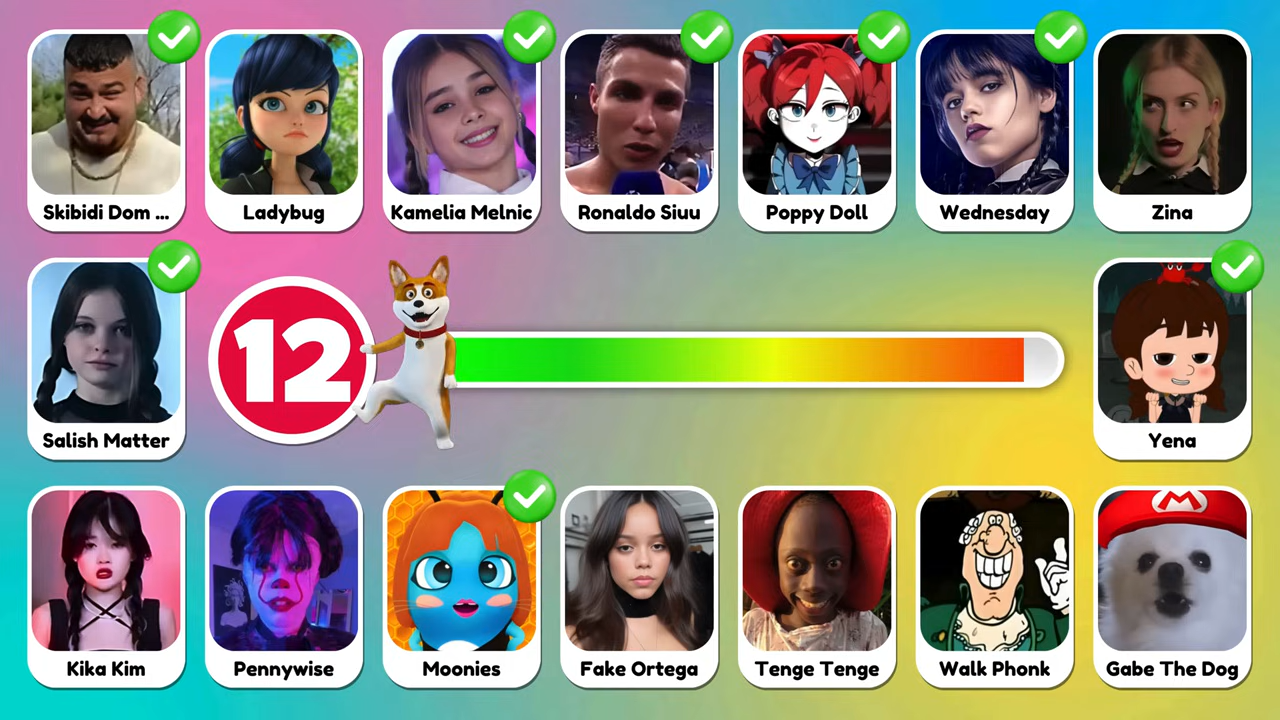 Skibidi Dom ...
Ladybug
Kamelia Melnic
Ronaldo Siuu
Poppy Doll
Wednesday
Zina
Salish Matter
12
Yena
M
Kika Kim
Pennywise
Moonies
Fake Ortega
Tenge Tenge
Walk Phonk
Gabe The Dog